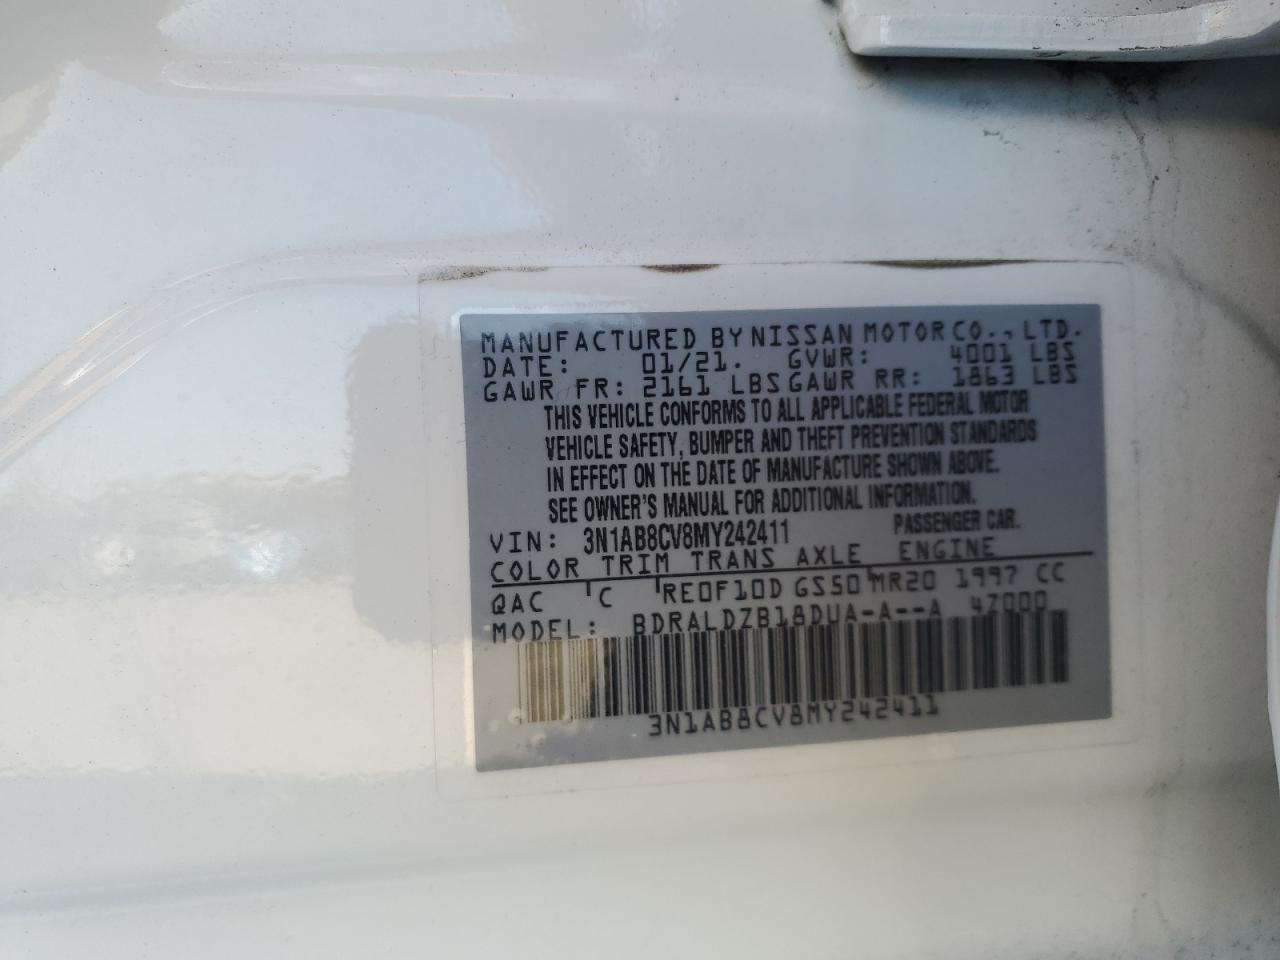 MANUFACTURED BY NISSAN MOTOR CO., LTD.
DATE: 01/21. GVWR: 4001 LBS
GAWR FR: 2161 LBS GAWR RR: 1863 LBS
THIS VEHICLE CONFORMS TO ALL APPLICABLE FEDERAL MOTOR
VEHICLE SAFETY, BUMPER AND THEFT PREVENTION STANDARDS
IN EFFECT ON THE DATE OF MANUFACTURE SHOWN ABOVE.
SEE OWNER'S MANUAL FOR ADDITIONAL INFORMATION.
VIN: 3N1AB8CV8MY242411 PASSENGER CAR.
COLOR TRIM TRANS AXLE ENGINE
QAC C RE0F10D GS50 MR20 1997 CC
MODEL: BDRALDZB18DUA-A--A 4Z000
3N1AB8CV8MY242411